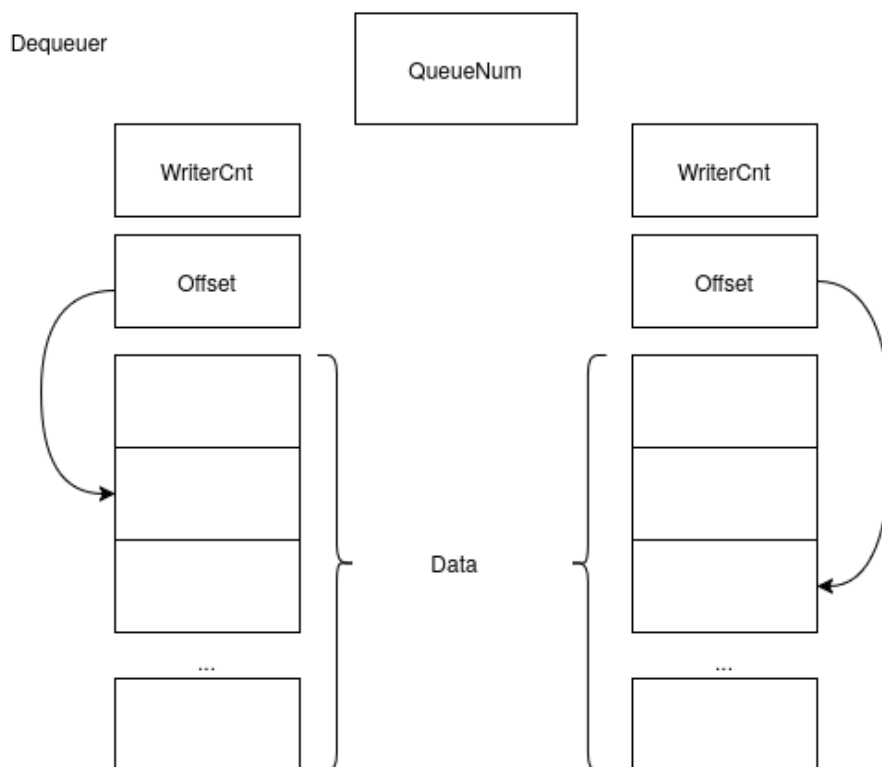 Dequeuer
QueueNum
WriterCnt
WriterCnt
Offset
Offset
Data
...
...